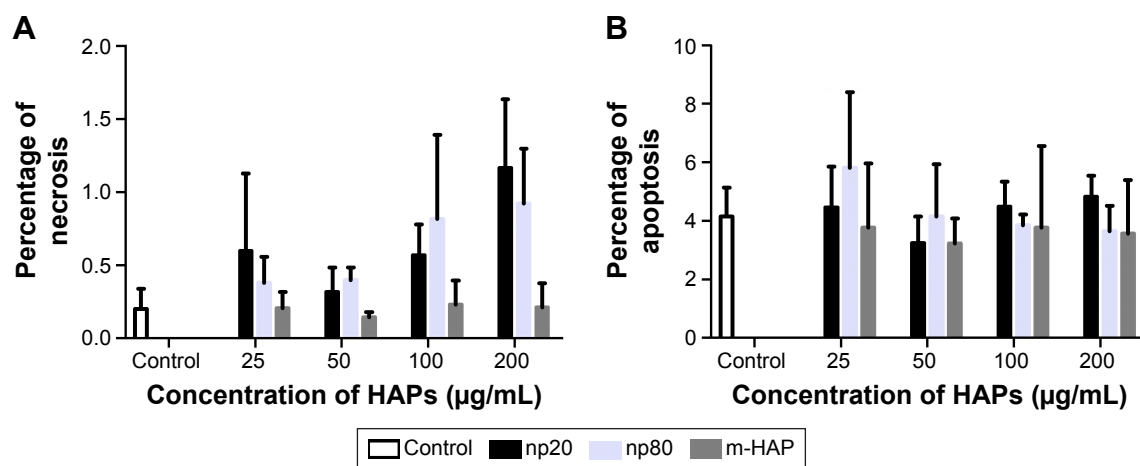 A
Percentage of
necrosis
2.0
1.5
1.0
0.5
0.0
Control 25 50 100 200
Concentration of HAPs (µg/mL)
B
Percentage of
apoptosis
10
8
6
4
2
0
Control 25 50 100 200
Concentration of HAPs (µg/mL)
Control np20 np80 m-HAP